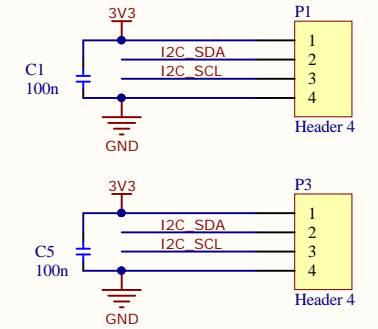 3V3
P1
1
I2C_SDA
2
C1
I2C_SCL
3
100n
4
Header 4
GND
3V3
P3
1
I2C_SDA
2
C5
I2C_SCL
3
100n
4
Header 4
GND